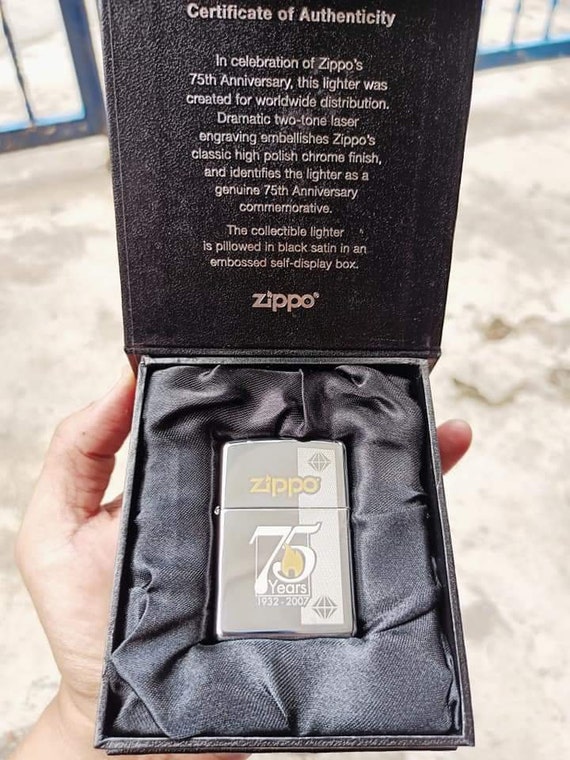 Certificate of Authenticity
In celebration of Zippo's
75th Anniversary, this lighter was
created for worldwide distribution.
Dramatic two-tone laser
engraving embellishes Zippo's
classic high polish chrome finish,
and identifies the lighter as a
genuine 75th Anniversary
commemorative.
The collectible lighter
is pillowed in black satin in an
embossed self-display box.
zippo®
zippo
75
Years
1932 - 2007